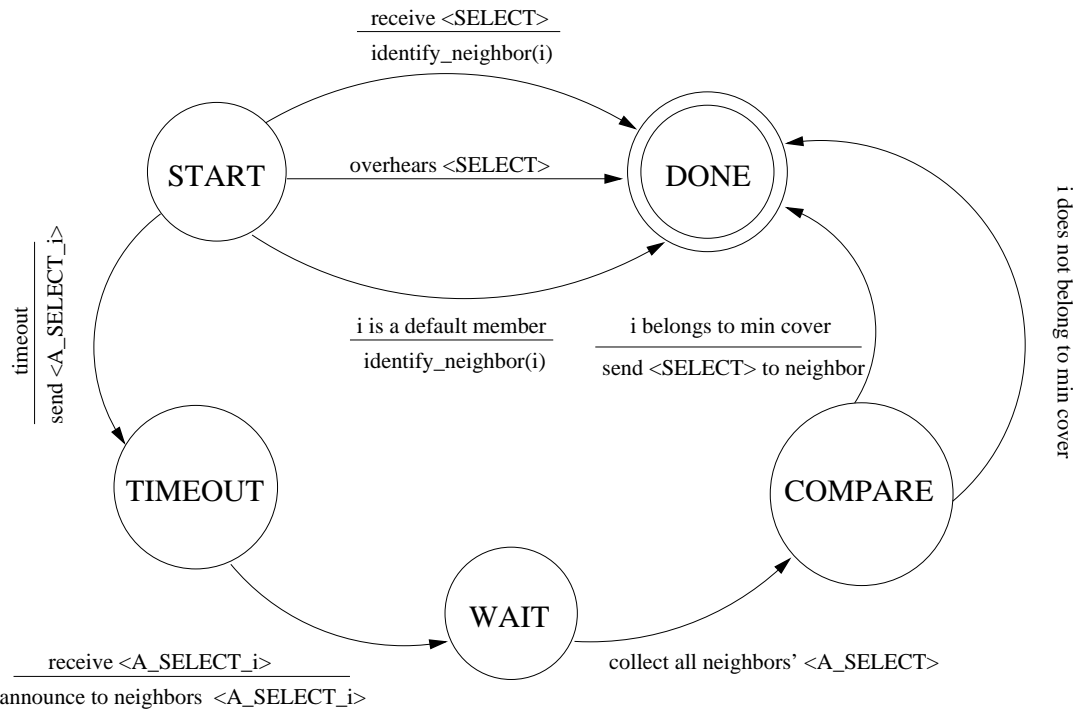 receive <SELECT>
identify_neighbor(i)
START
overhears <SELECT>
DONE
timeout
send <A_SELECT_i>
i is a default member
identify_neighbor(i)
i belongs to min cover
send <SELECT> to neighbor
i does not belong to min cover
TIMEOUT
COMPARE
WAIT
receive <A_SELECT_i>
announce to neighbors <A_SELECT_i>
collect all neighbors’ <A_SELECT>